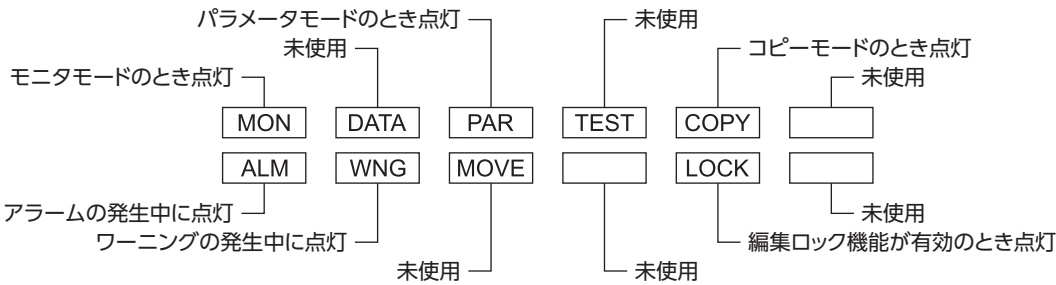 パラメータモードのとき点灯
未使用
未使用
コピーモードのとき点灯
モニタモードのとき点灯
未使用
MON DATA PAR TEST COPY
ALM WNG MOVE LOCK
アラームの発生中に点灯
未使用
ワーニングの発生中に点灯
編集ロック機能が有効のとき点灯
未使用
未使用